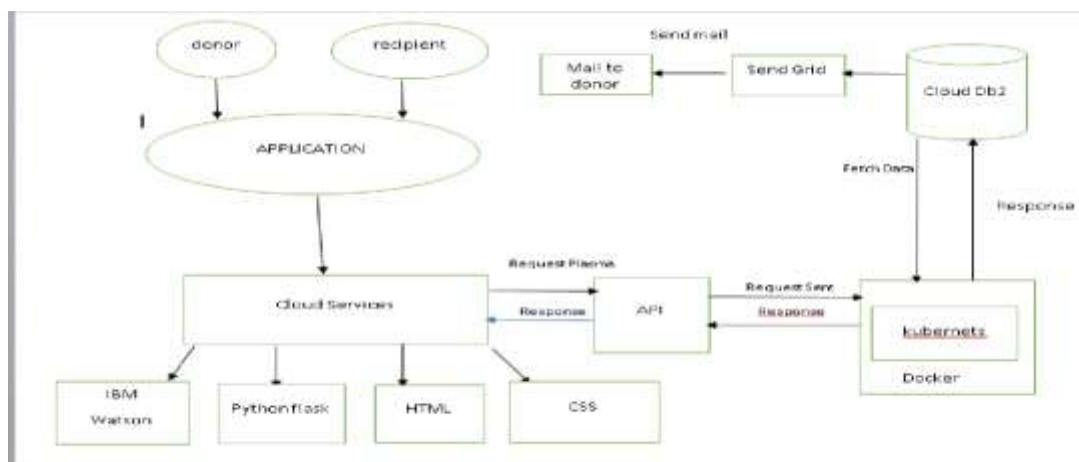 donor
recipient
Send mail
Mail to
donor
Send Grid
Cloud Db2
APPLICATION
Fetch Data
Response
Request Plasma
Request Sent
Cloud Services
Response
API
Response
kubernets
Docker
IBM
Watson
Python flask
HTML
CSS